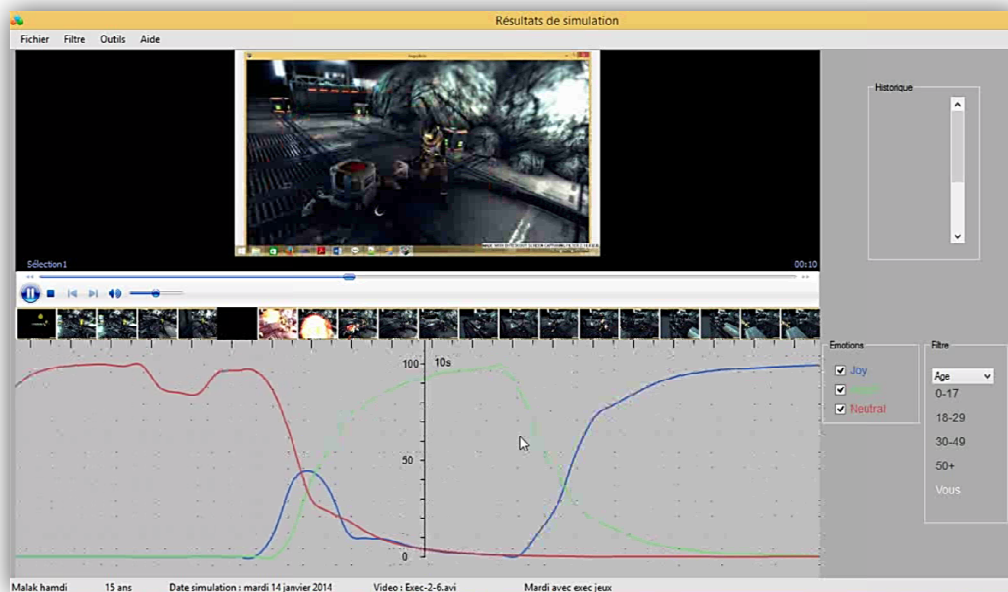 Résultats de simulation
Fichier Filtre Outils Aide
Historique
Sélection1
00:10
Emotions
Filtre
100
10s
Joy
Age
0-17
Neutral
18-29
30-49
50
50+
Vous
0
Malak hamdi 15 ans Date simulation : mardi 14 janvier 2014 Video : Exec-2-6.avi Mardi avec exec jeux